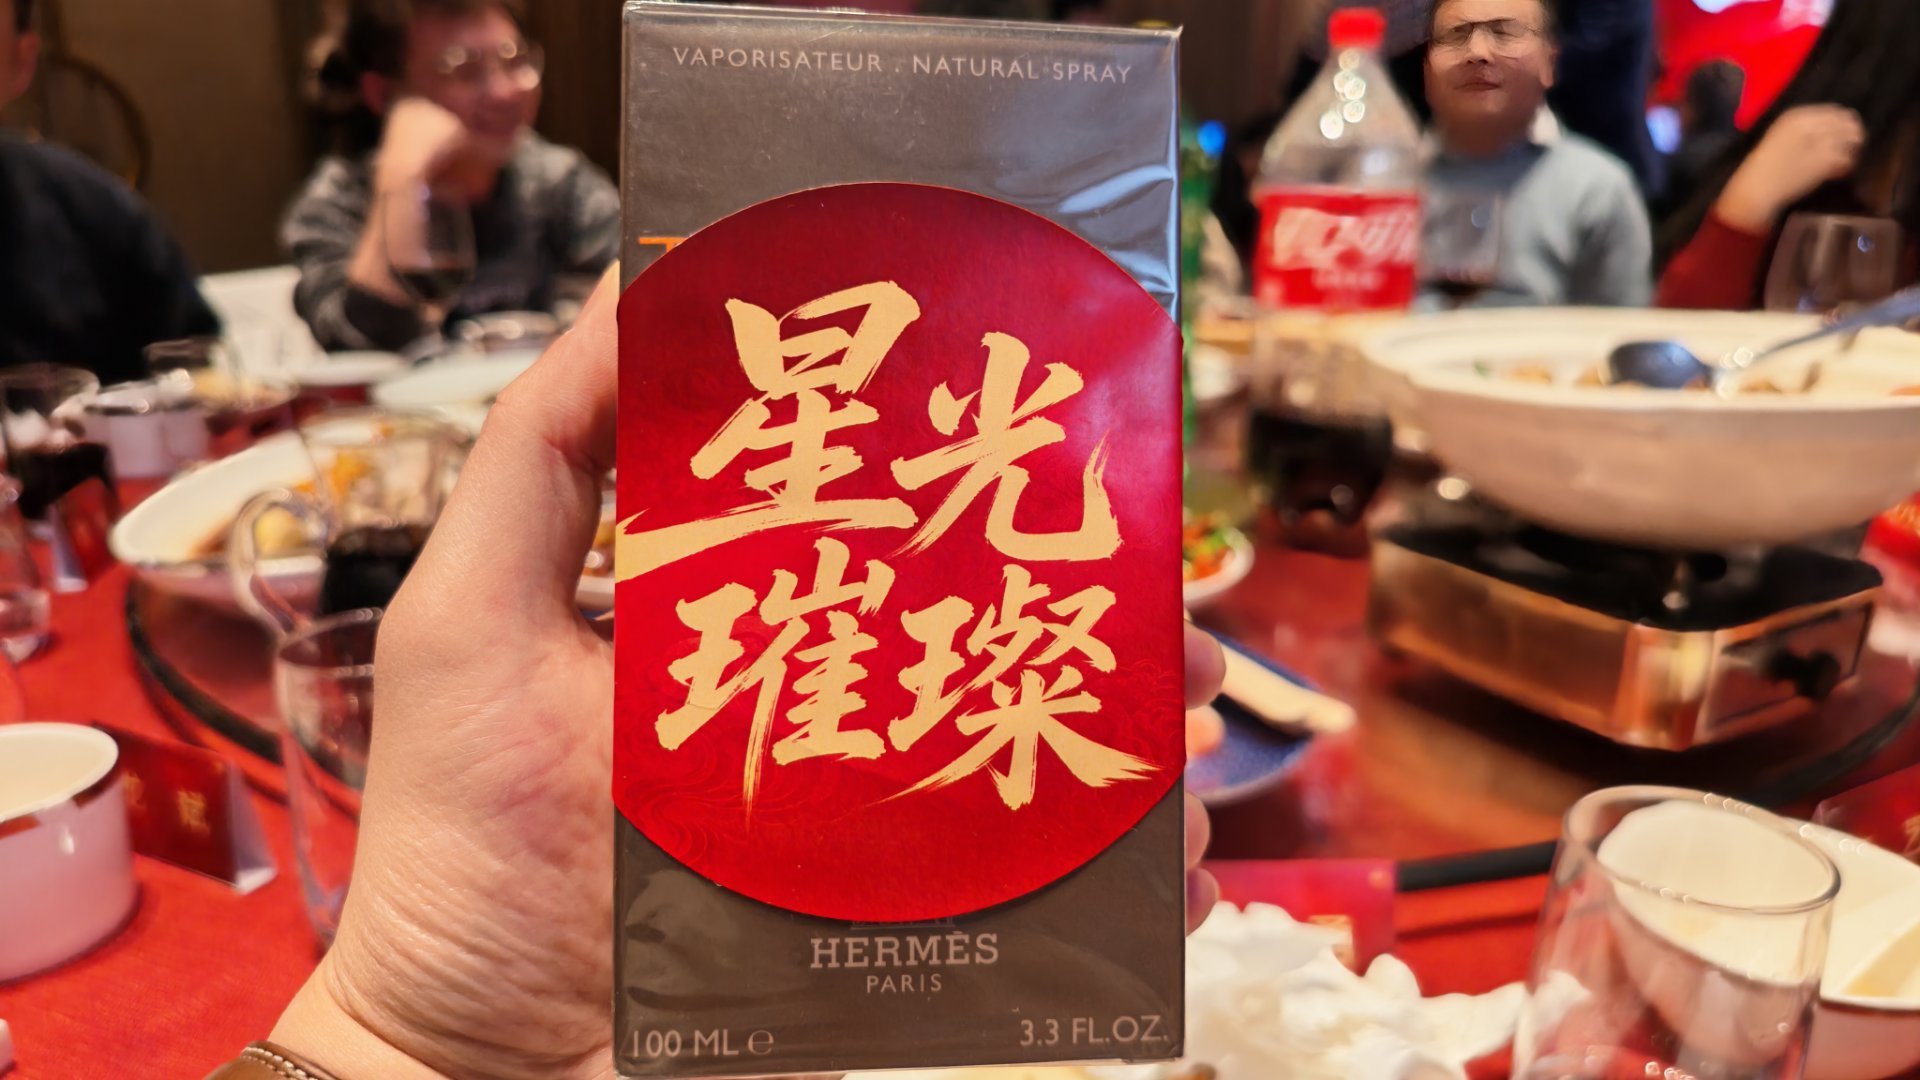 VAPORISATEUR . NATURAL SPRAY
星光
璀璨
HERMÈS
PARIS
100 ML ℮
3.3 FL.OZ.